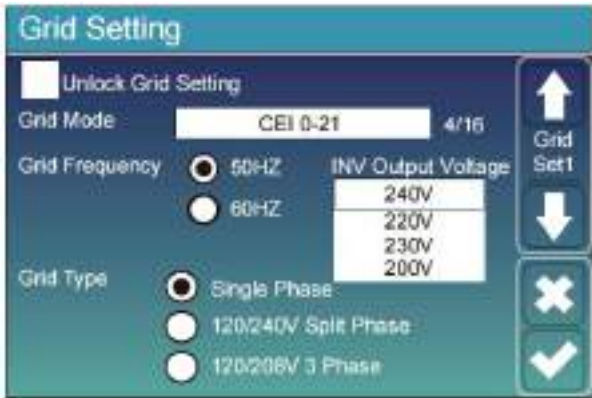 Grid Setting
Unlock Grid Setting
Grid Mode CEI 0-21 4/16
Grid Set1
Grid Frequency 50HZ INV Output Voltage
60HZ
240V
220V
230V
200V
Grid Type Single Phase
120/240V Split Phase
120/208V 3 Phase